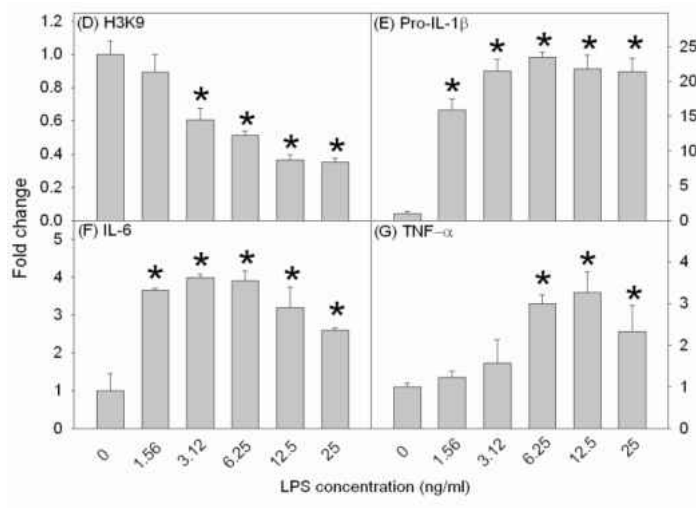 (D) H3K9
1.2
1.0
0.8
0.6
0.4
0.2
0.0
* * * *
(E) Pro-IL-1β
25
20
15
10
5
0
* * * * *
Fold change
(F) IL-6
5
4
3
2
1
0
* * * * *
(G) TNF-α
4
3
2
1
0
* * *
0 1.56 3.12 6.25 12.5 25
0 1.56 3.12 6.25 12.5 25
LPS concentration (ng/ml)